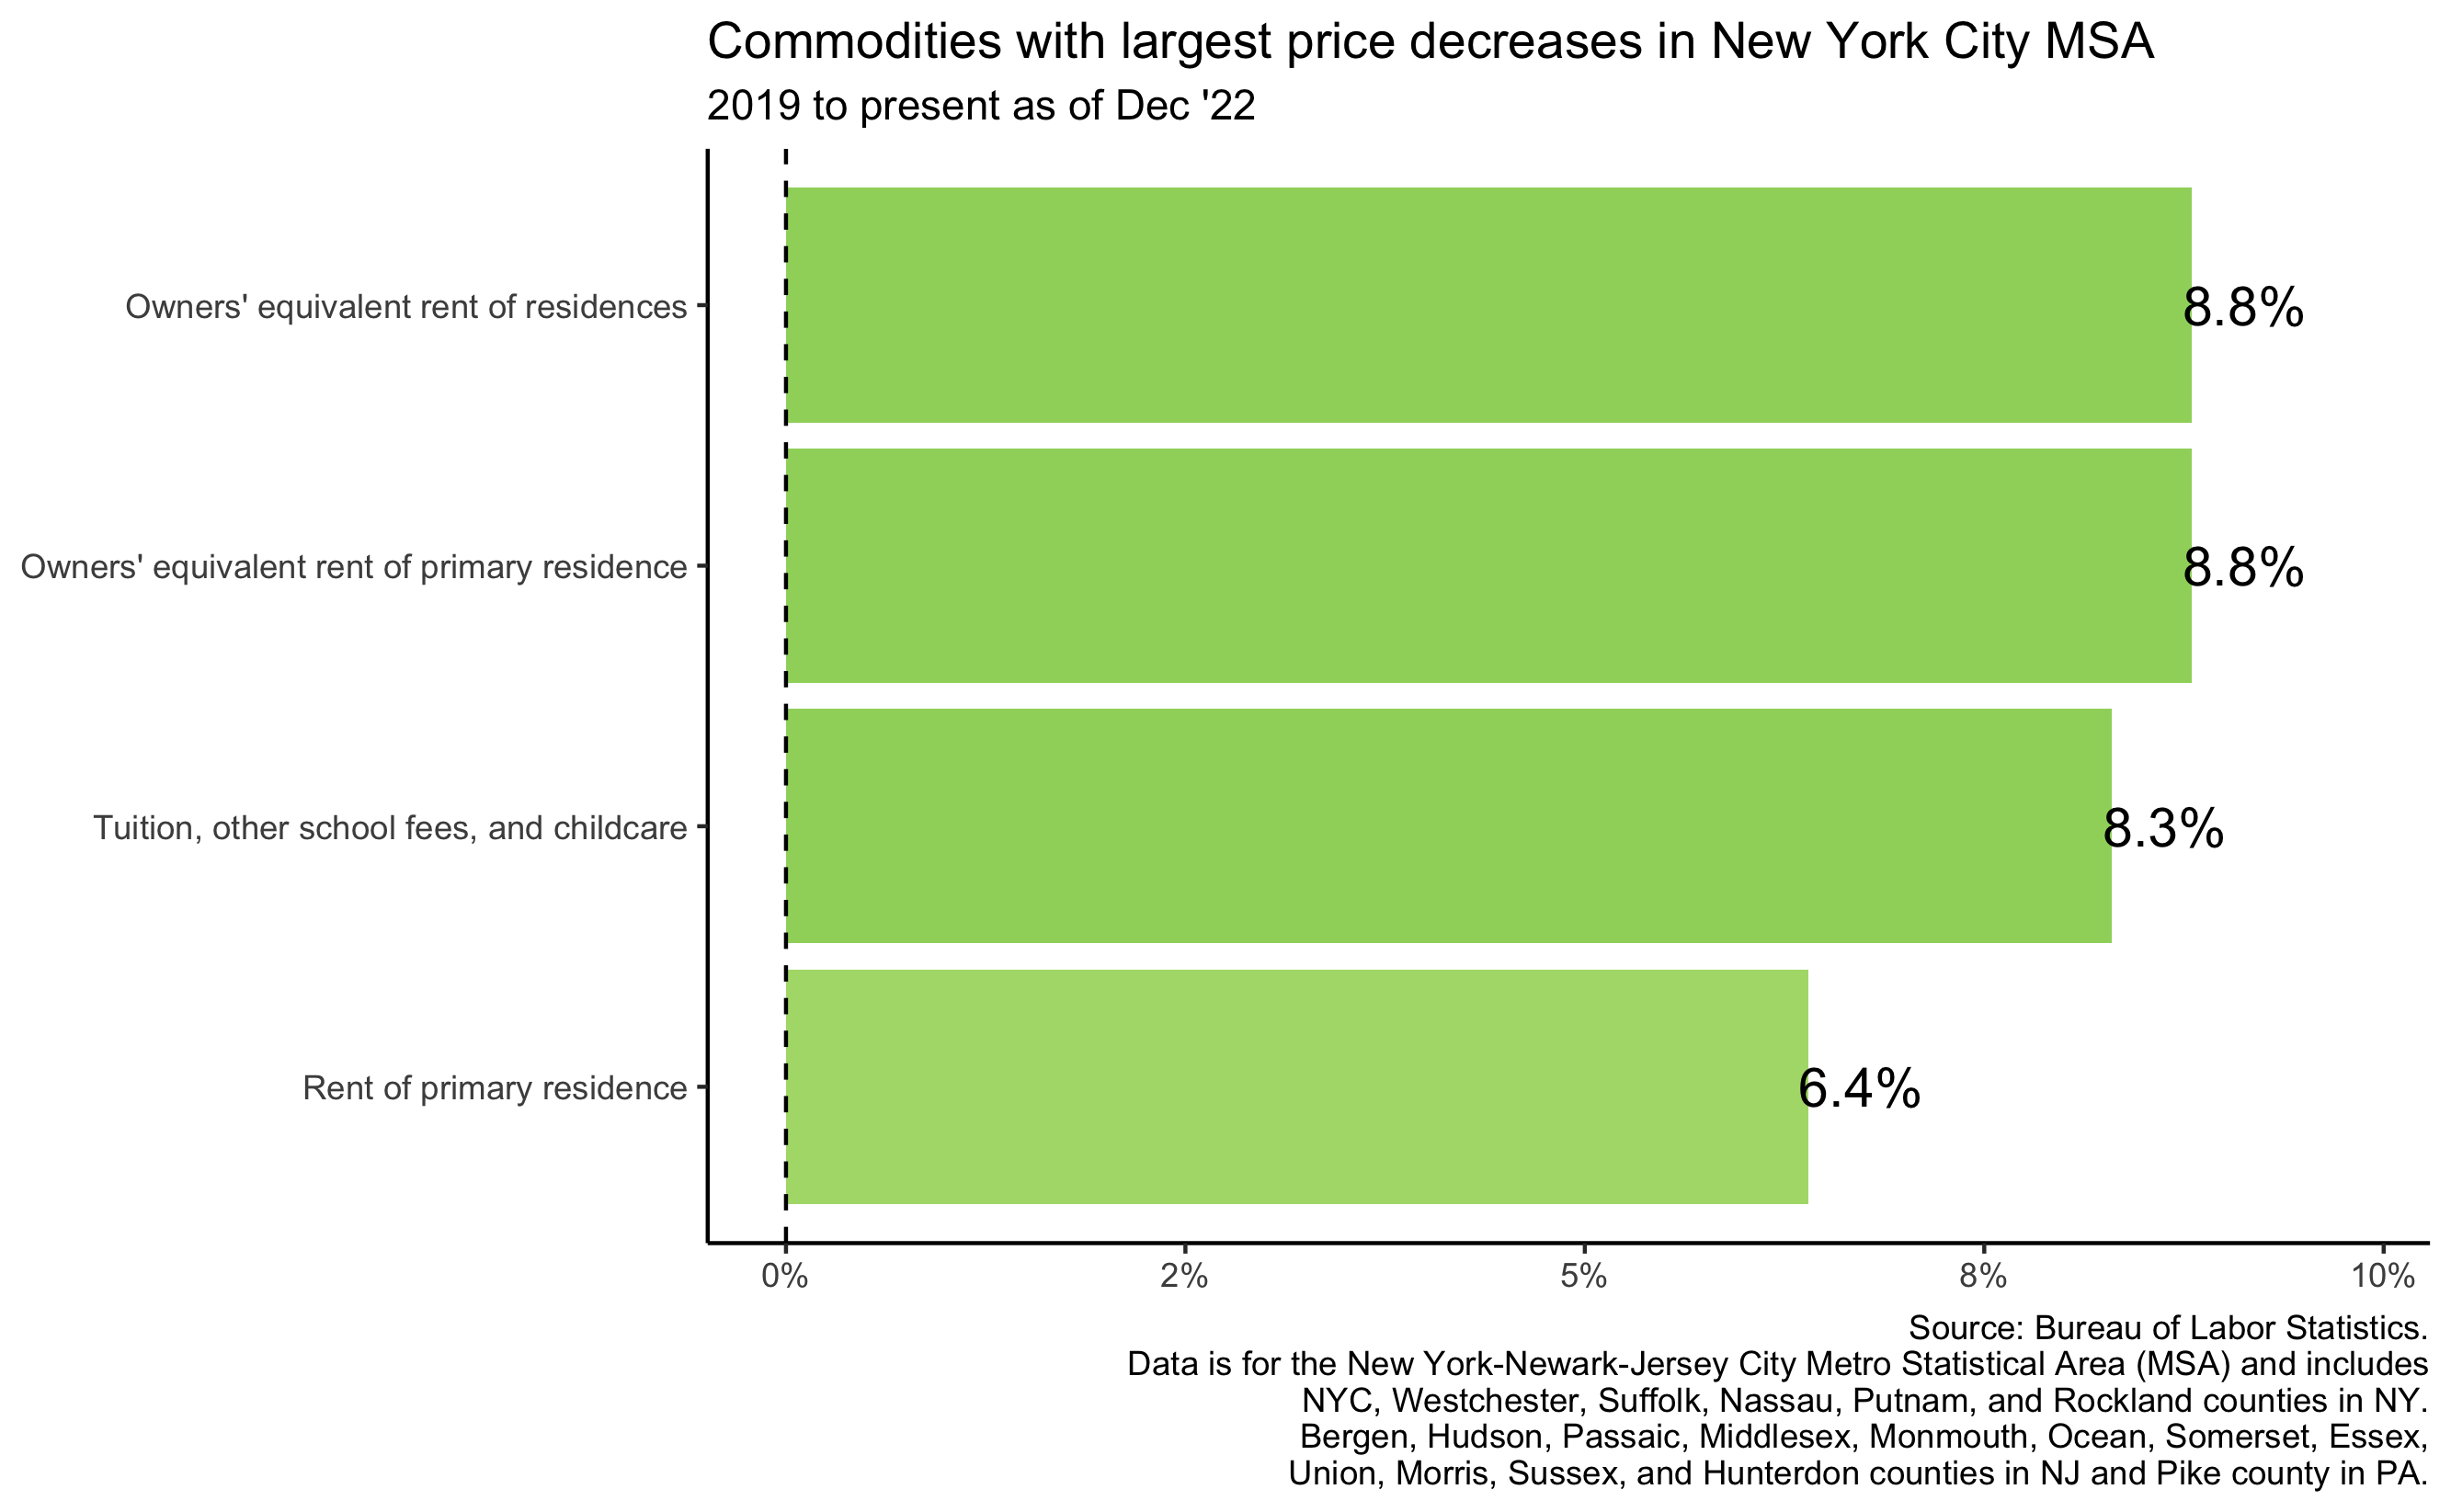 Commodities with largest price decreases in New York City MSA
2019 to present as of Dec '22
Owners' equivalent rent of residences
8.8%
Owners' equivalent rent of primary residence
8.8%
Tuition, other school fees, and childcare
8.3%
Rent of primary residence
6.4%
0% 2% 5% 8% 10%
Source: Bureau of Labor Statistics.
Data is for the New York-Newark-Jersey City Metro Statistical Area (MSA) and includes
NYC, Westchester, Suffolk, Nassau, Putnam, and Rockland counties in NY.
Bergen, Hudson, Passaic, Middlesex, Monmouth, Ocean, Somerset, Essex,
Union, Morris, Sussex, and Hunterdon counties in NJ and Pike county in PA.